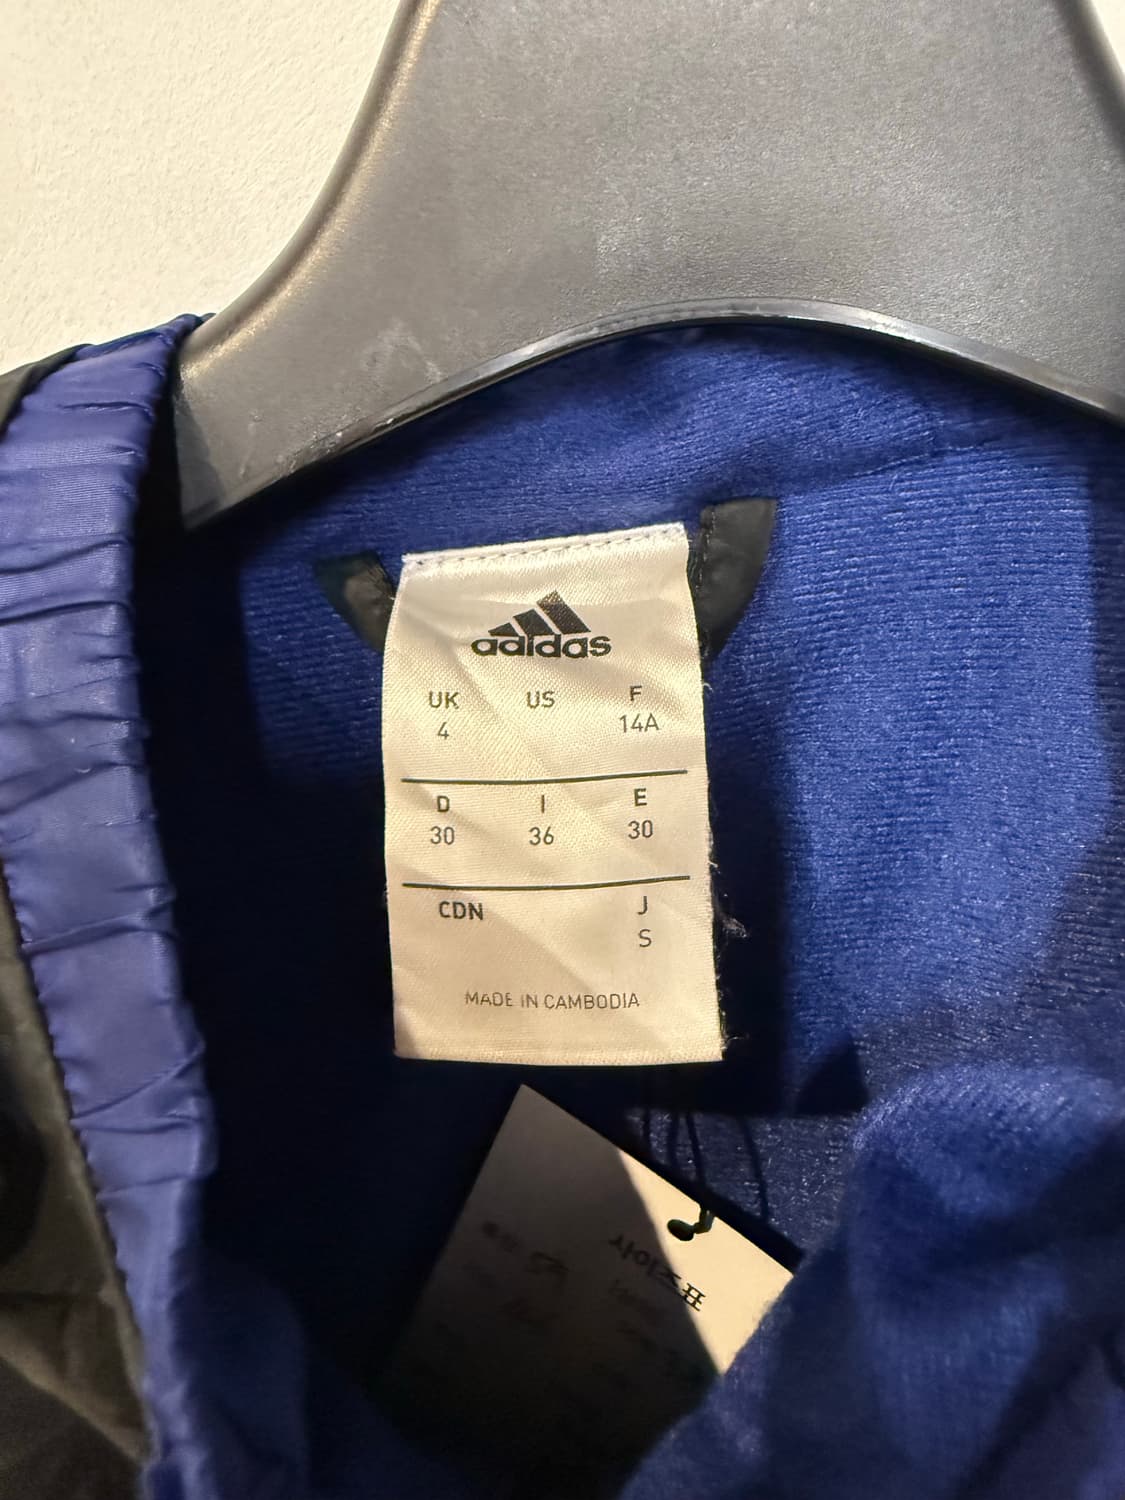 adidas
UK US F
4 14A
D I E
30 36 30
CDN J
S
MADE IN CAMBODIA